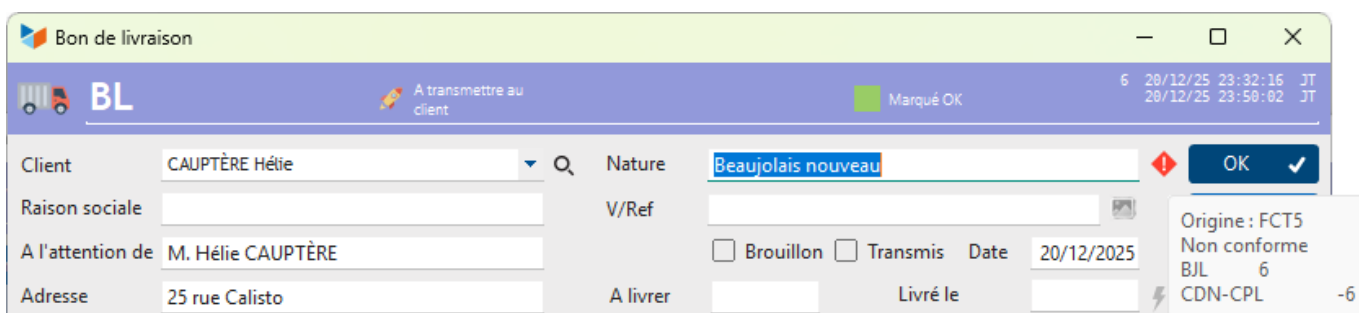 Bon de livraison
BL
A transmettre au
client
Marqué OK
6 20/12/25 23:32:16 JT
20/12/25 23:50:02 JT
Client CAUPTÈRE Hélie Nature Beaujolais nouveau OK
Raison sociale V/Ref
A l'attention de M. Hélie CAUPTÈRE Brouillon Transmis Date 20/12/2025
Adresse 25 rue Calisto A livrer Livré le
Origine : FCT5
Non conforme
BJL 6
CDN-CPL -6